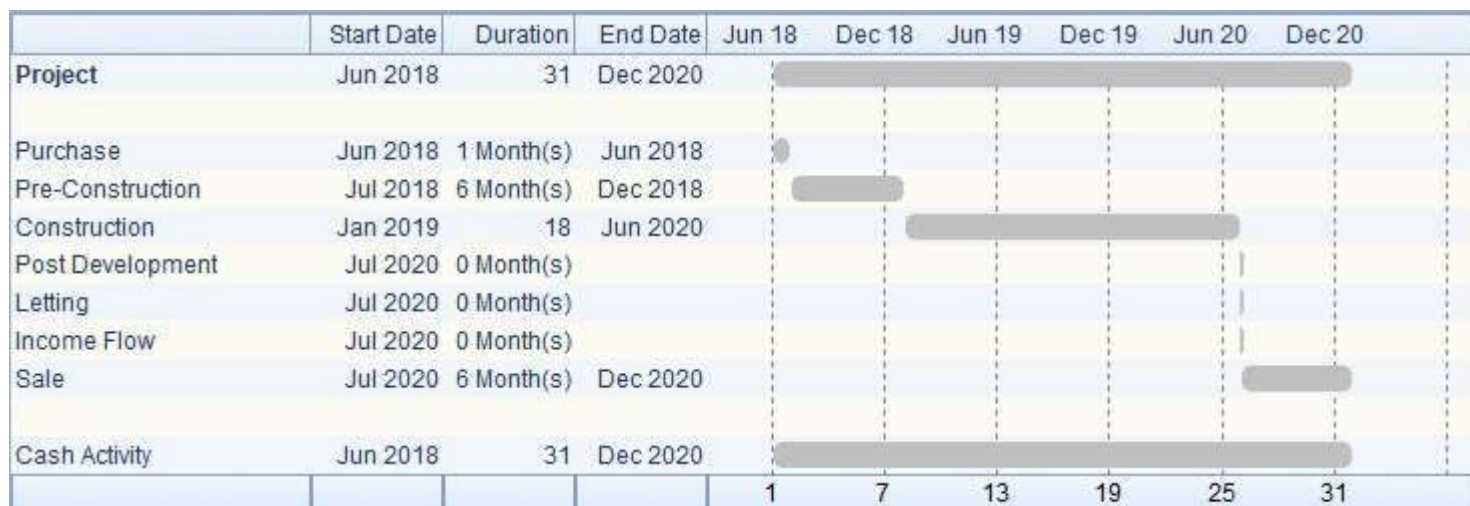 Start Date Duration End Date Jun 18 Dec 18 Jun 19 Dec 19 Jun 20 Dec 20
Project Jun 2018 31 Dec 2020
Purchase Jun 2018 1 Month(s) Jun 2018
Pre-Construction Jul 2018 6 Month(s) Dec 2018
Construction Jan 2019 18 Jun 2020
Post Development Jul 2020 0 Month(s)
Letting Jul 2020 0 Month(s)
Income Flow Jul 2020 0 Month(s)
Sale Jul 2020 6 Month(s) Dec 2020
Cash Activity Jun 2018 31 Dec 2020
1 7 13 19 25 31